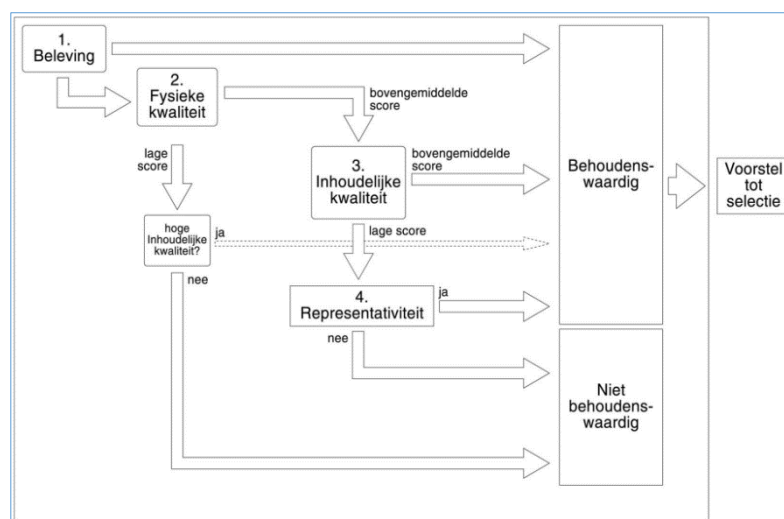 1.
Beleving
2.
Fysieke
kwaliteit
bovengemiddelde
score
lage
score
3.
Inhoudelijke
kwaliteit
bovengemiddelde
score
Behoudens-
waardig
Voorstel
tot
selectie
hoge
Inhoudelijke
kwaliteit?
ja
lage score
nee
4.
Representativiteit
ja
nee
Niet
behoudens-
waardig